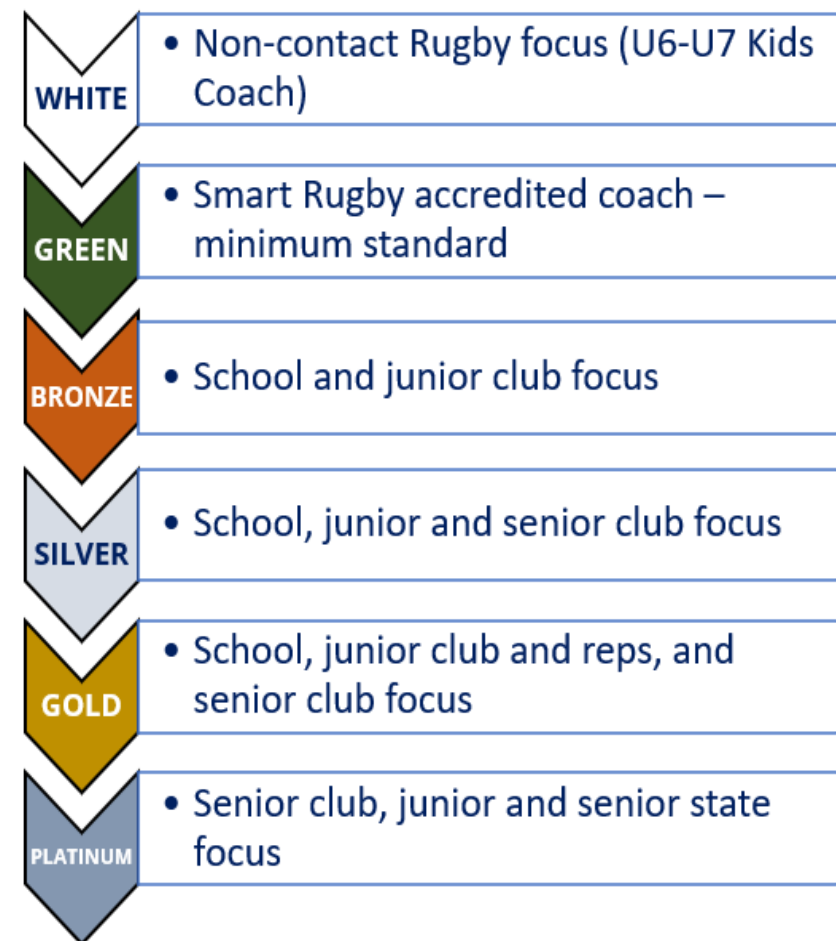 WHITE
• Non-contact Rugby focus (U6-U7 Kids
Coach)
GREEN
• Smart Rugby accredited coach –
minimum standard
BRONZE
• School and junior club focus
SILVER
• School, junior and senior club focus
GOLD
• School, junior club and reps, and
senior club focus
PLATINUM
• Senior club, junior and senior state
focus